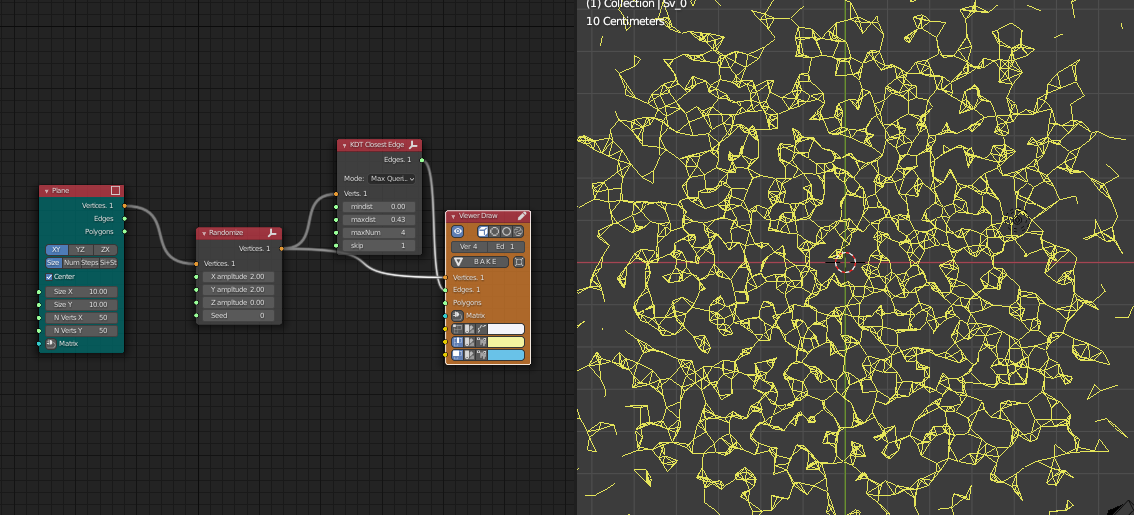 Plane
Vertices. 1
Edges
Polygons
XY YZ ZX
Size Num Steps Si+St
Center
Size X 10.00
Size Y 10.00
N Verts X 50
N Verts Y 50
Matrix
Randomize
Vertices. 1
Vertices. 1
X amplitude 2.00
Y amplitude 2.00
Z amplitude 0.00
Seed 0
KDT Closest Edge
Edges. 1
Mode: Max Queri..
Verts. 1
mindst 0.00
maxdst 0.43
maxNum 4
skip 1
Viewer Draw
Ver 4 Ed 1
BAKE
Vertices. 1
Edges. 1
Polygons
Matrix
(1) Collection | Sv_0
10 Centimeters